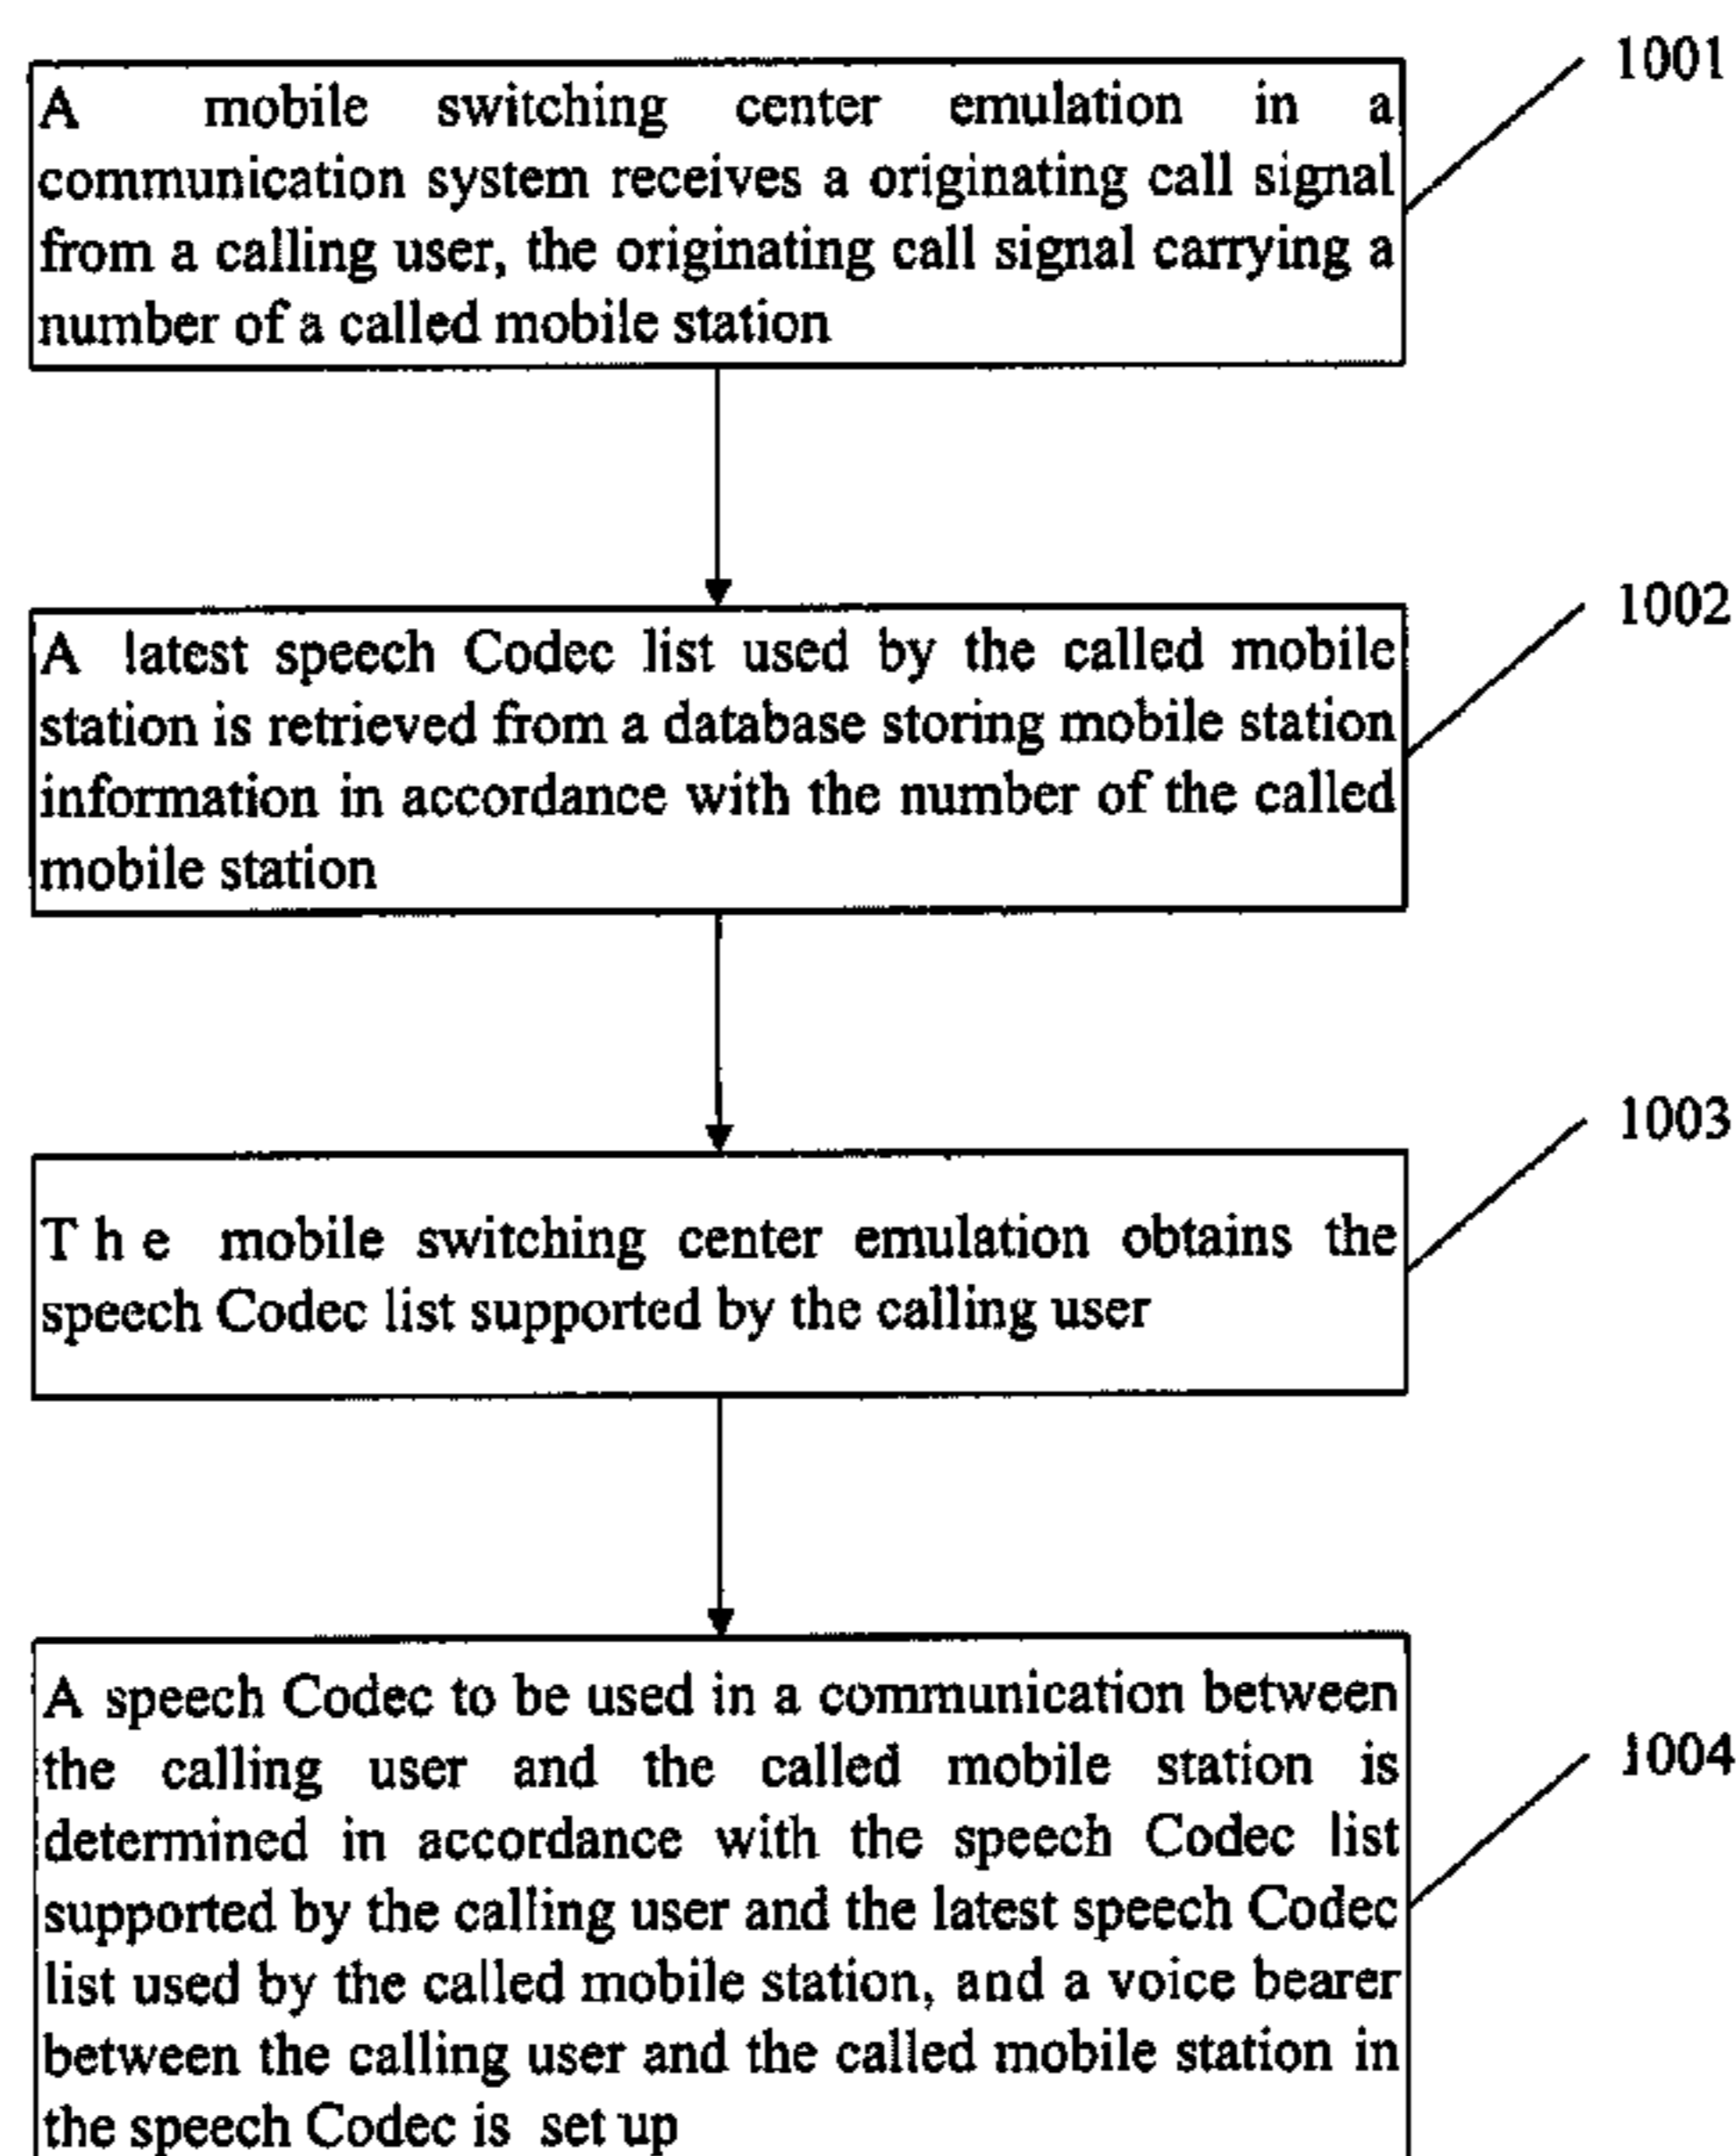 1001
A mobile switching center emulation in a
communication system receives a originating call signal
from a calling user, the originating call signal carrying a
number of a called mobile station
1002
A latest speech Codec list used by the called mobile
station is retrieved from a database storing mobile station
information in accordance with the number of the called
mobile station
1003
The mobile switching center emulation obtains the
speech Codec list supported by the calling user
1004
A speech Codec to be used in a communication between
the calling user and the called mobile station is
determined in accordance with the speech Codec list
supported by the calling user and the latest speech Codec
list used by the called mobile station, and a voice bearer
between the calling user and the called mobile station in
the speech Codec is set up